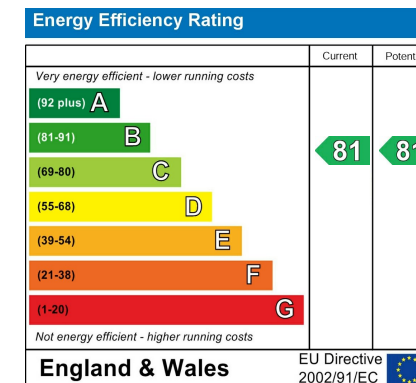 Energy Efficiency Rating
Current Potent
Very energy efficient - lower running costs
(92 plus) A
(81-91) B
81 81
(69-80) C
(55-68) D
(39-54) E
(21-38) F
(1-20) G
Not energy efficient - higher running costs
England & Wales
EU Directive
2002/91/EC